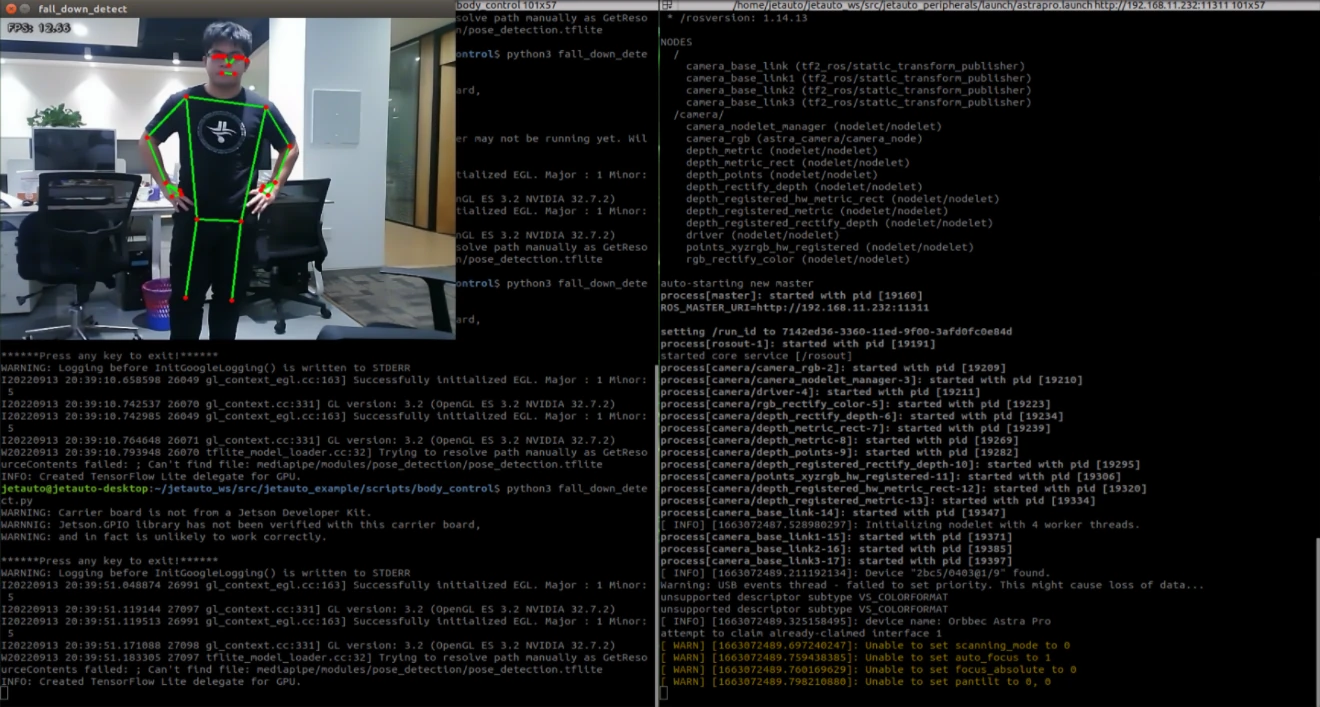 fall_down_detect
FPS: 12.66
body_control 101x57
solve path manually as GetReso
n/pose_detection.tflite
ontrol$ python3 fall_down_dete
ard,
er may not be running yet. Wil
tialized EGL. Major : 1 Minor:
nGL ES 3.2 NVIDIA 32.7.2)
tialized EGL. Major : 1 Minor:
nGL ES 3.2 NVIDIA 32.7.2)
solve path manually as GetReso
n/pose_detection.tflite
ontrol$ python3 fall_down_dete
ard,
******Press any key to exit!******
WARNING: Logging before InitGoogleLogging() is written to STDERR
I20220913 20:39:10.658598 26049 gl_context_egl.cc:163] Successfully initialized EGL. Major : 1 Minor:
5
I20220913 20:39:10.742537 26070 gl_context.cc:331] GL version: 3.2 (OpenGL ES 3.2 NVIDIA 32.7.2)
I20220913 20:39:10.742985 26049 gl_context_egl.cc:163] Successfully initialized EGL. Major : 1 Minor:
5
I20220913 20:39:10.764648 26071 gl_context.cc:331] GL version: 3.2 (OpenGL ES 3.2 NVIDIA 32.7.2)
W20220913 20:39:10.793948 26070 tflite_model_loader.cc:32] Trying to resolve path manually as GetReso
urceContents failed: ; Can't find file: mediapipe/modules/pose_detection/pose_detection.tflite
INFO: Created TensorFlow Lite delegate for GPU.
jetauto@jetauto-desktop:~/jetauto_ws/src/jetauto_example/scripts/body_control$ python3 fall_down_dete
ct.py
WARNING: Carrier board is not from a Jetson Developer Kit.
WARNNIG: Jetson.GPIO library has not been verified with this carrier board,
WARNING: and in fact is unlikely to work correctly.
******Press any key to exit!******
WARNING: Logging before InitGoogleLogging() is written to STDERR
I20220913 20:39:51.048874 26991 gl_context_egl.cc:163] Successfully initialized EGL. Major : 1 Minor:
5
I20220913 20:39:51.119144 27097 gl_context.cc:331] GL version: 3.2 (OpenGL ES 3.2 NVIDIA 32.7.2)
I20220913 20:39:51.119513 26991 gl_context_egl.cc:163] Successfully initialized EGL. Major : 1 Minor:
5
I20220913 20:39:51.171088 27098 gl_context.cc:331] GL version: 3.2 (OpenGL ES 3.2 NVIDIA 32.7.2)
W20220913 20:39:51.183305 27097 tflite_model_loader.cc:32] Trying to resolve path manually as GetReso
urceContents failed: ; Can't find file: mediapipe/modules/pose_detection/pose_detection.tflite
INFO: Created TensorFlow Lite delegate for GPU.
/home/jetauto/jetauto_ws/src/jetauto_peripherals/launch/astrapro.launch http://192.168.11.232:11311 101x57
* /rosversion: 1.14.13
NODES
/
camera_base_link (tf2_ros/static_transform_publisher)
camera_base_link1 (tf2_ros/static_transform_publisher)
camera_base_link2 (tf2_ros/static_transform_publisher)
camera_base_link3 (tf2_ros/static_transform_publisher)
/camera/
camera_nodelet_manager (nodelet/nodelet)
camera_rgb (astra_camera/camera_node)
depth_metric (nodelet/nodelet)
depth_metric_rect (nodelet/nodelet)
depth_points (nodelet/nodelet)
depth_rectify_depth (nodelet/nodelet)
depth_registered_hw_metric_rect (nodelet/nodelet)
depth_registered_metric (nodelet/nodelet)
depth_registered_rectify_depth (nodelet/nodelet)
driver (nodelet/nodelet)
points_xyzrgb_hw_registered (nodelet/nodelet)
rgb_rectify_color (nodelet/nodelet)
auto-starting new master
process[master]: started with pid [19160]
ROS_MASTER_URI=http://192.168.11.232:11311
setting /run_id to 7142ed36-3360-11ed-9f00-3afd0fc0e84d
process[rosout-1]: started with pid [19191]
started core service [/rosout]
process[camera/camera_rgb-2]: started with pid [19209]
process[camera/camera_nodelet_manager-3]: started with pid [19210]
process[camera/driver-4]: started with pid [19211]
process[camera/rgb_rectify_color-5]: started with pid [19223]
process[camera/depth_rectify_depth-6]: started with pid [19234]
process[camera/depth_metric_rect-7]: started with pid [19239]
process[camera/depth_metric-8]: started with pid [19269]
process[camera/depth_points-9]: started with pid [19282]
process[camera/depth_registered_rectify_depth-10]: started with pid [19295]
process[camera/points_xyzrgb_hw_registered-11]: started with pid [19306]
process[camera/depth_registered_hw_metric_rect-12]: started with pid [19320]
process[camera/depth_registered_metric-13]: started with pid [19334]
process[camera_base_link-14]: started with pid [19347]
[ INFO] [1663072487.528980297]: Initializing nodelet with 4 worker threads.
process[camera_base_link1-15]: started with pid [19371]
process[camera_base_link2-16]: started with pid [19385]
process[camera_base_link3-17]: started with pid [19397]
[ INFO] [1663072489.211192134]: Device "2bc5/0403@1/9" found.
Warning: USB events thread - failed to set priority. This might cause loss of data...
unsupported descriptor subtype VS_COLORFORMAT
unsupported descriptor subtype VS_COLORFORMAT
[ INFO] [1663072489.325158495]: device name: Orbbec Astra Pro
attempt to claim already-claimed interface 1
[ WARN] [1663072489.697240247]: Unable to set scanning_mode to 0
[ WARN] [1663072489.759438385]: Unable to set auto_focus to 1
[ WARN] [1663072489.760169629]: Unable to set focus_absolute to 0
[ WARN] [1663072489.798210880]: Unable to set pantilt to 0, 0